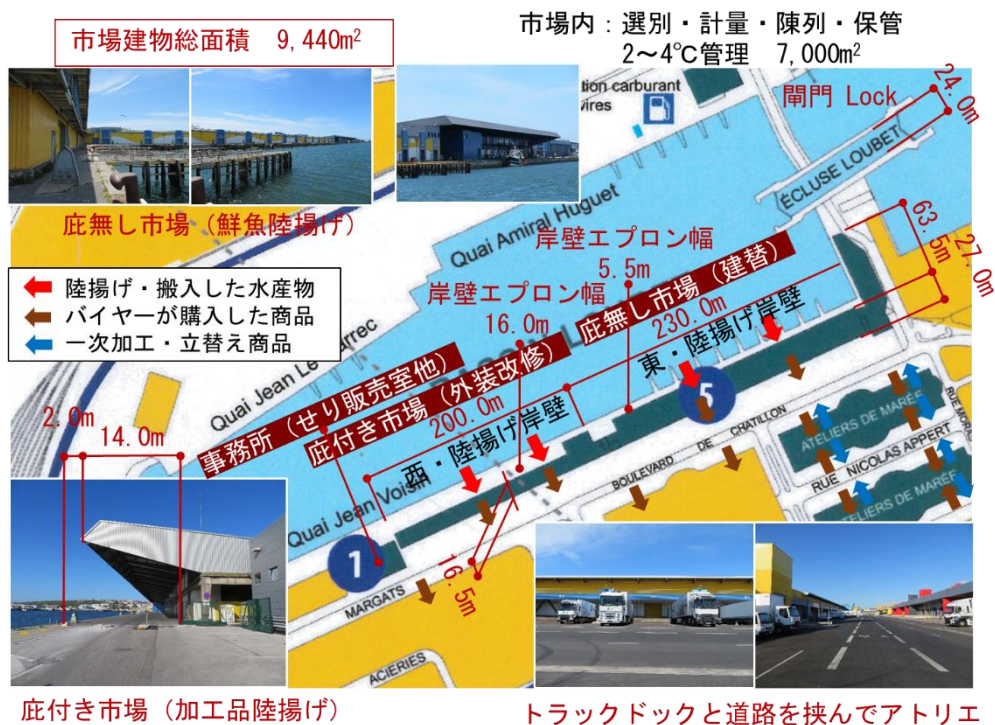 市場建物総面積　9,440m²
市場内：選別・計量・陳列・保管
2～4℃管理　7,000m²
庇無し市場（鮮魚陸揚げ）
閘門 Lock
24.0m
ÉCLUSE LOUBET
63.5m
27.0m
Quai Amiral Huguet
岸壁エプロン幅
5.5m
岸壁エプロン幅
16.0m
陸揚げ・搬入した水産物
バイヤーが購入した商品
一次加工・立替え商品
庇無し市場（建替）
230.0m
東・陸揚げ岸壁
事務所（せり販売室他）
庇付き市場（外装改修）
200.0m
西・陸揚げ岸壁
Quai Jean Voisin
5
1
BOULEVARD DE CHATILLON
ATELIERS DE MARÉE
RUE NICOLAS APPERT
ATELIERS DE MARÉE
2.0m
14.0m
16.5m
MARGATS
ACIERIES
庇付き市場（加工品陸揚げ）
トラックドックと道路を挟んでアトリエ